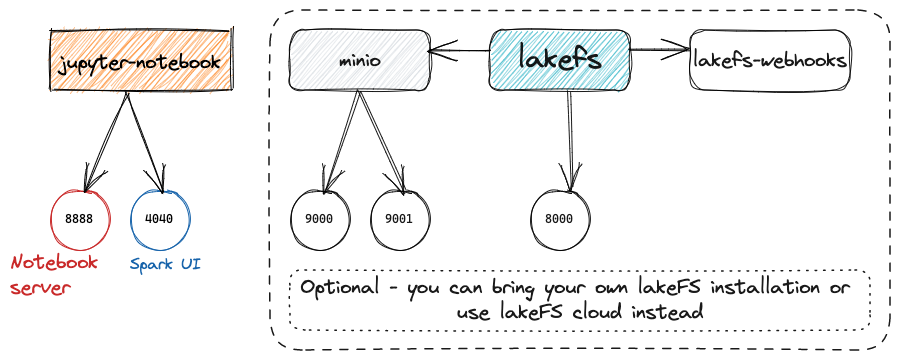 jupyter-notebook
minio
lakefs
lakefs-webhooks
8888
4040
9000
9001
8000
Notebook
server
Spark UI
Optional - you can bring your own lakeFS installation or
use lakeFS cloud instead